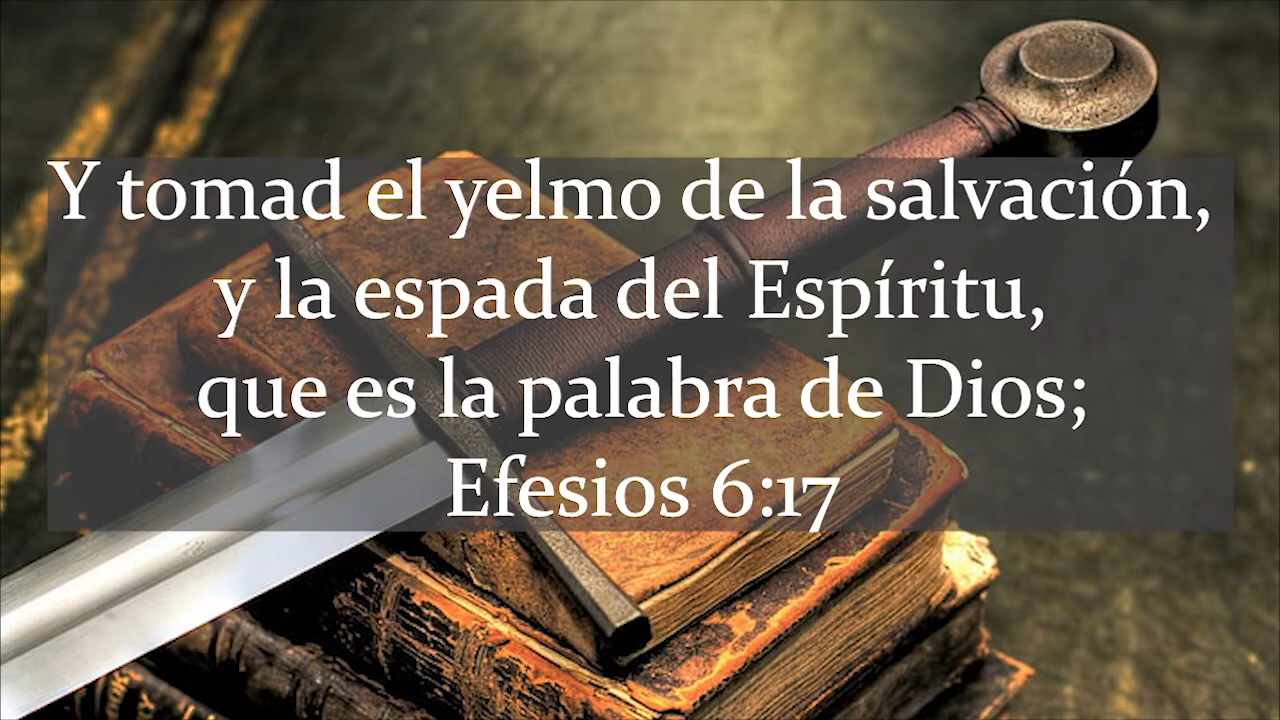 Y tomad el yelmo de la salvación,
y la espada del Espíritu,
que es la palabra de Dios;
Efesios 6:17